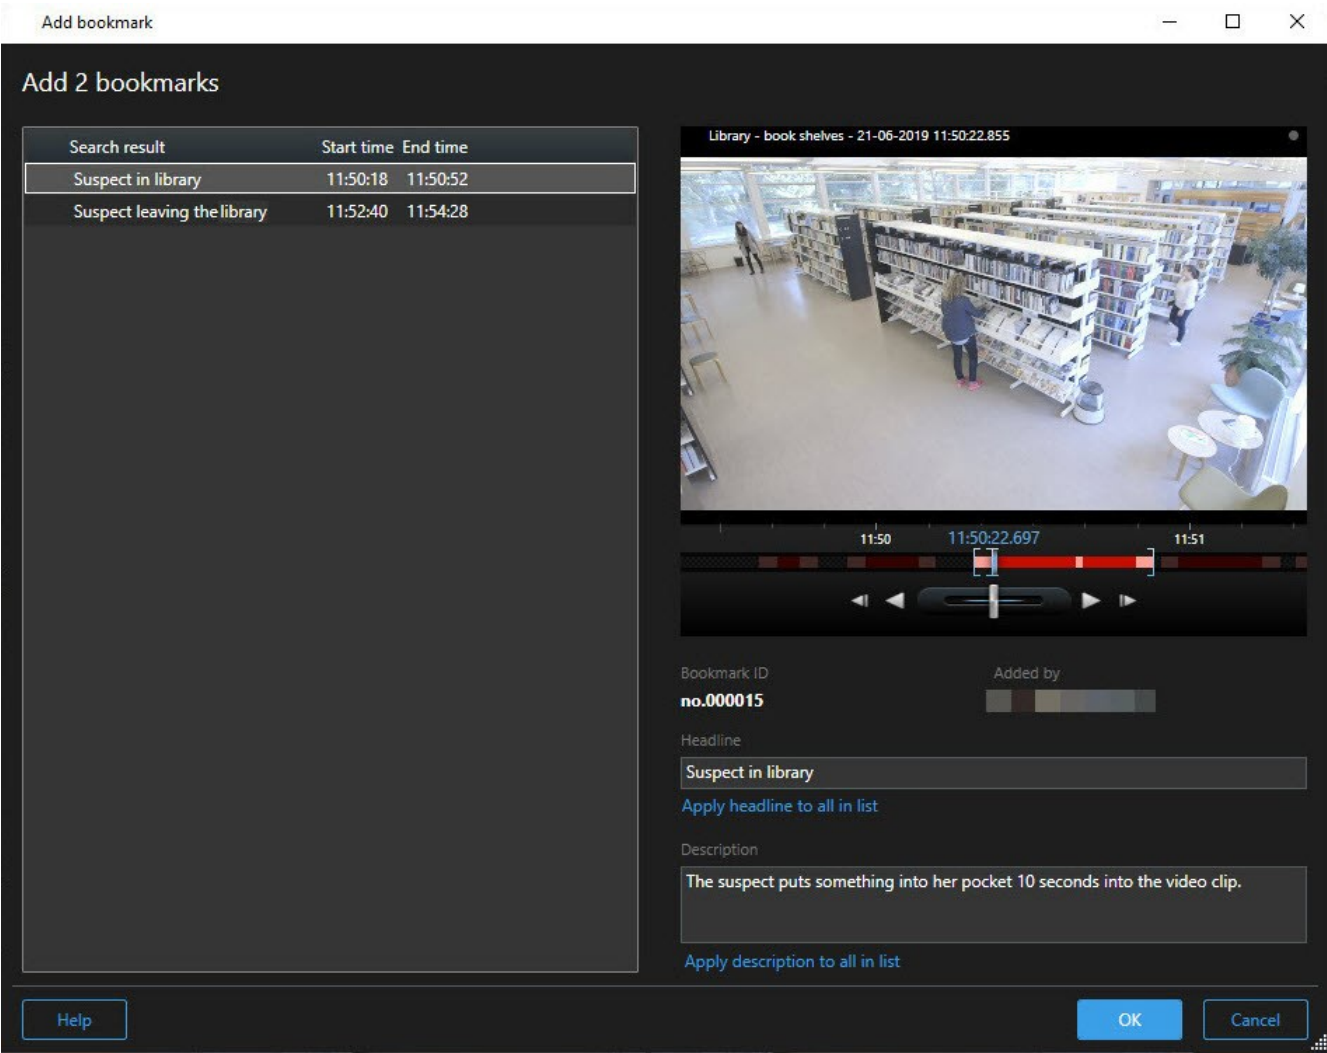 Add bookmark
Add 2 bookmarks
Search result Start time End time
Suspect in library 11:50:18 11:50:52
Suspect leaving the library 11:52:40 11:54:28
Library - book shelves - 21-06-2019 11:50:22.855
11:50 11:50:22.697 11:51
Bookmark ID Added by
no.000015
Headline
Suspect in library
Apply headline to all in list
Description
The suspect puts something into her pocket 10 seconds into the video clip.
Apply description to all in list
Help OK Cancel